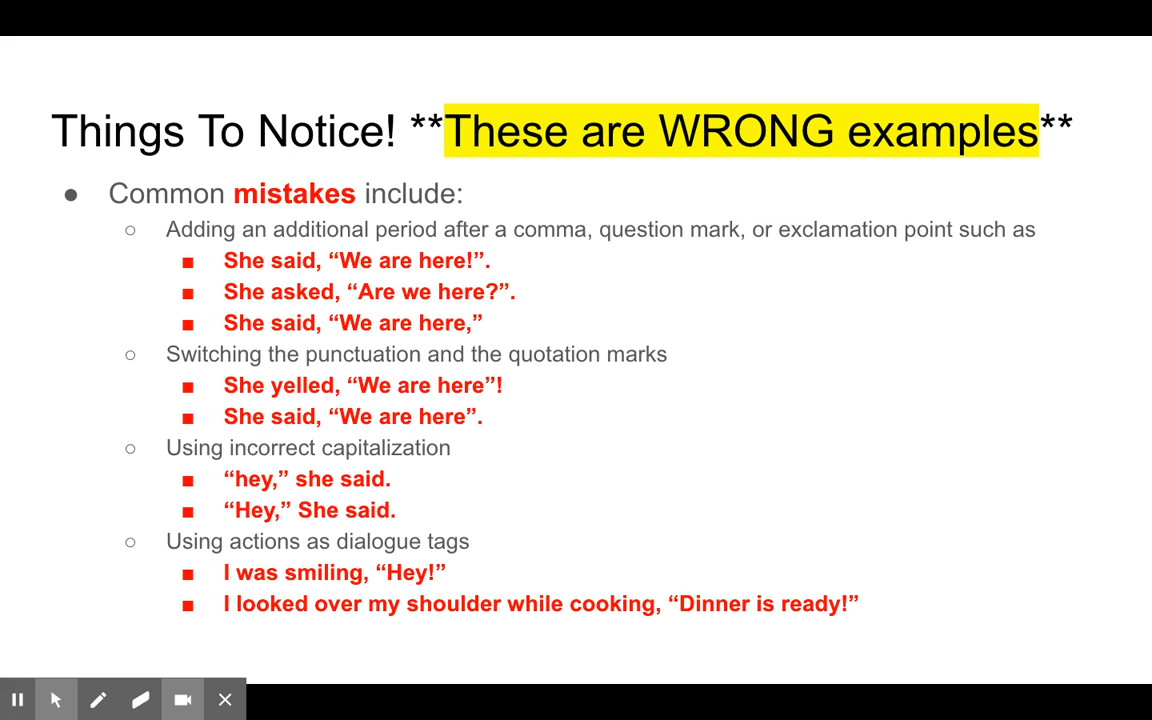 Things To Notice! **These are WRONG examples**
● Common mistakes include:
○ Adding an additional period after a comma, question mark, or exclamation point such as
■ She said, “We are here!”.
■ She asked, “Are we here?”.
■ She said, “We are here,”
○ Switching the punctuation and the quotation marks
■ She yelled, “We are here”!
■ She said, “We are here”.
○ Using incorrect capitalization
■ “hey,” she said.
■ “Hey,” She said.
○ Using actions as dialogue tags
■ I was smiling, “Hey!”
■ I looked over my shoulder while cooking, “Dinner is ready!”